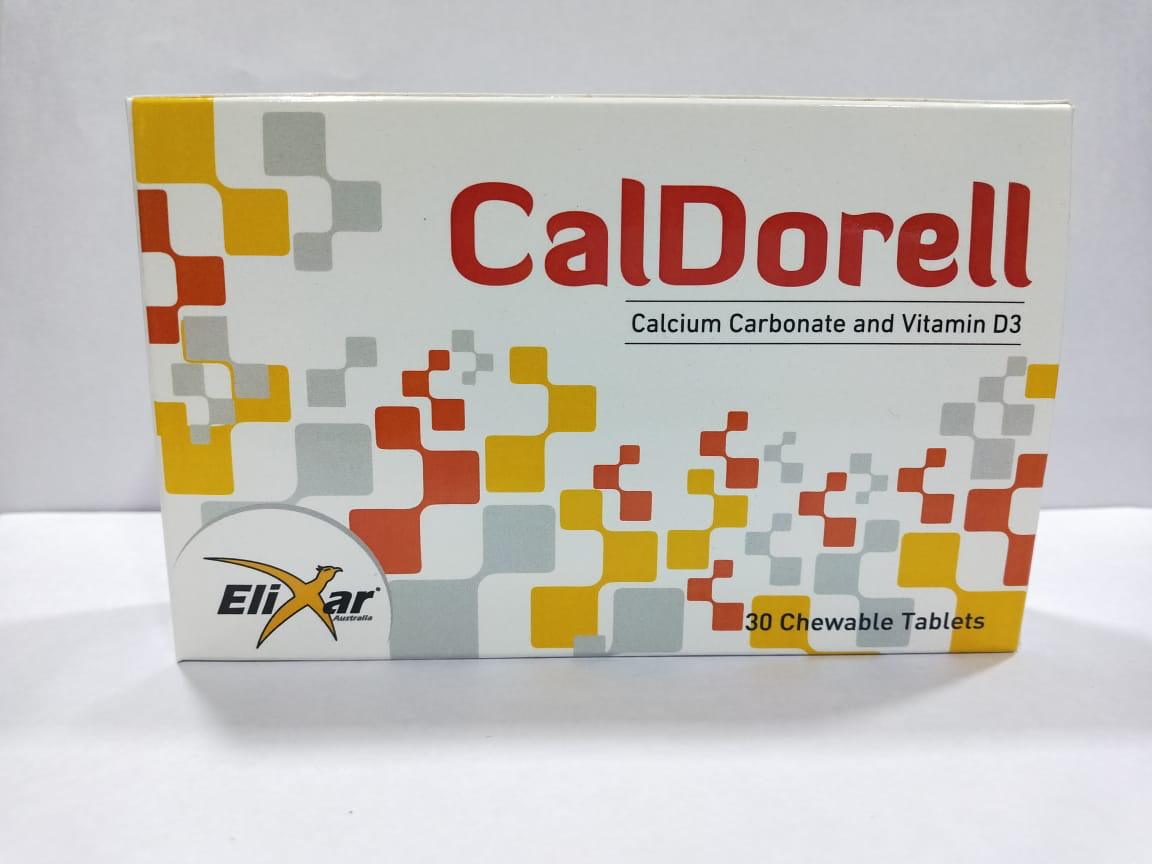 CalDorell
Calcium Carbonate and Vitamin D3
EliXar
Australia
30 Chewable Tablets